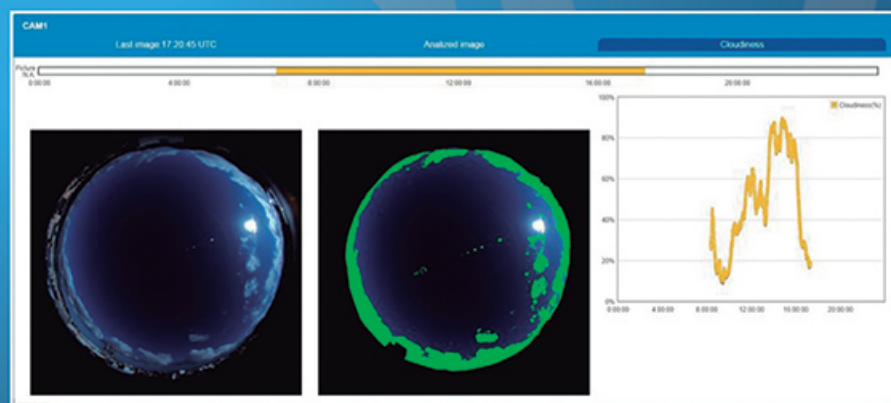 CAM1
Last image:17:20:45 UTC Analized image Cloudiness
Picture
N.A.
0:00:00 4:00:00 8:00:00 12:00:00 16:00:00 20:00:00
Cloudiness(%)
100%
80%
60%
40%
20%
0%
0:00:00 4:00:00 8:00:00 12:00:00 16:00:00 20:00:00